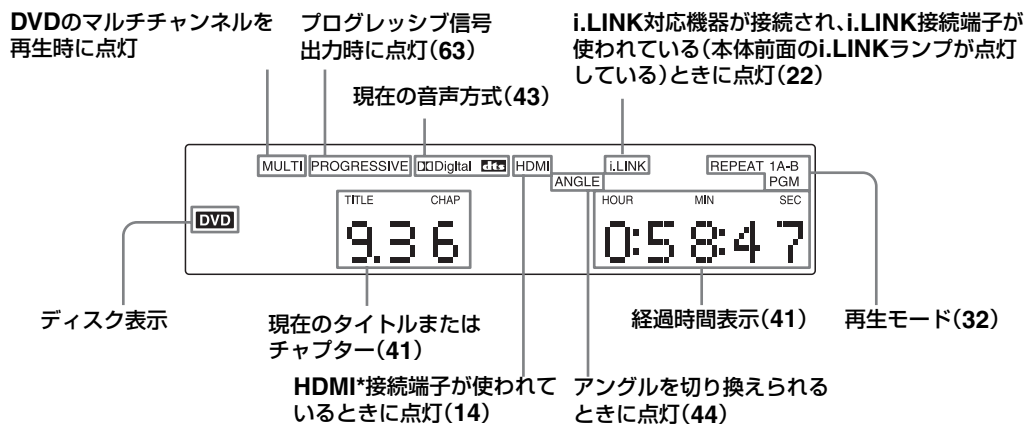 DVDのマルチチャンネルを
再生時に点灯
プログレッシブ信号
出力時に点灯(63)
i.LINK対応機器が接続され、i.LINK接続端子が
使われている(本体前面のi.LINKランプが点灯
している)ときに点灯(22)
現在の音声方式(43)
MULTI PROGRESSIVE DIgItal dts HDMI i.LINK REPEAT 1A-B
ANGLE PGM
TITLE CHAP HOUR MIN SEC
DVD 9.3 6 0:5 8:4 7
ディスク表示
現在のタイトルまたは
チャプター(41)
経過時間表示(41)
再生モード(32)
HDMI*接続端子が使われて
いるときに点灯(14)
アングルを切り換えられる
ときに点灯(44)